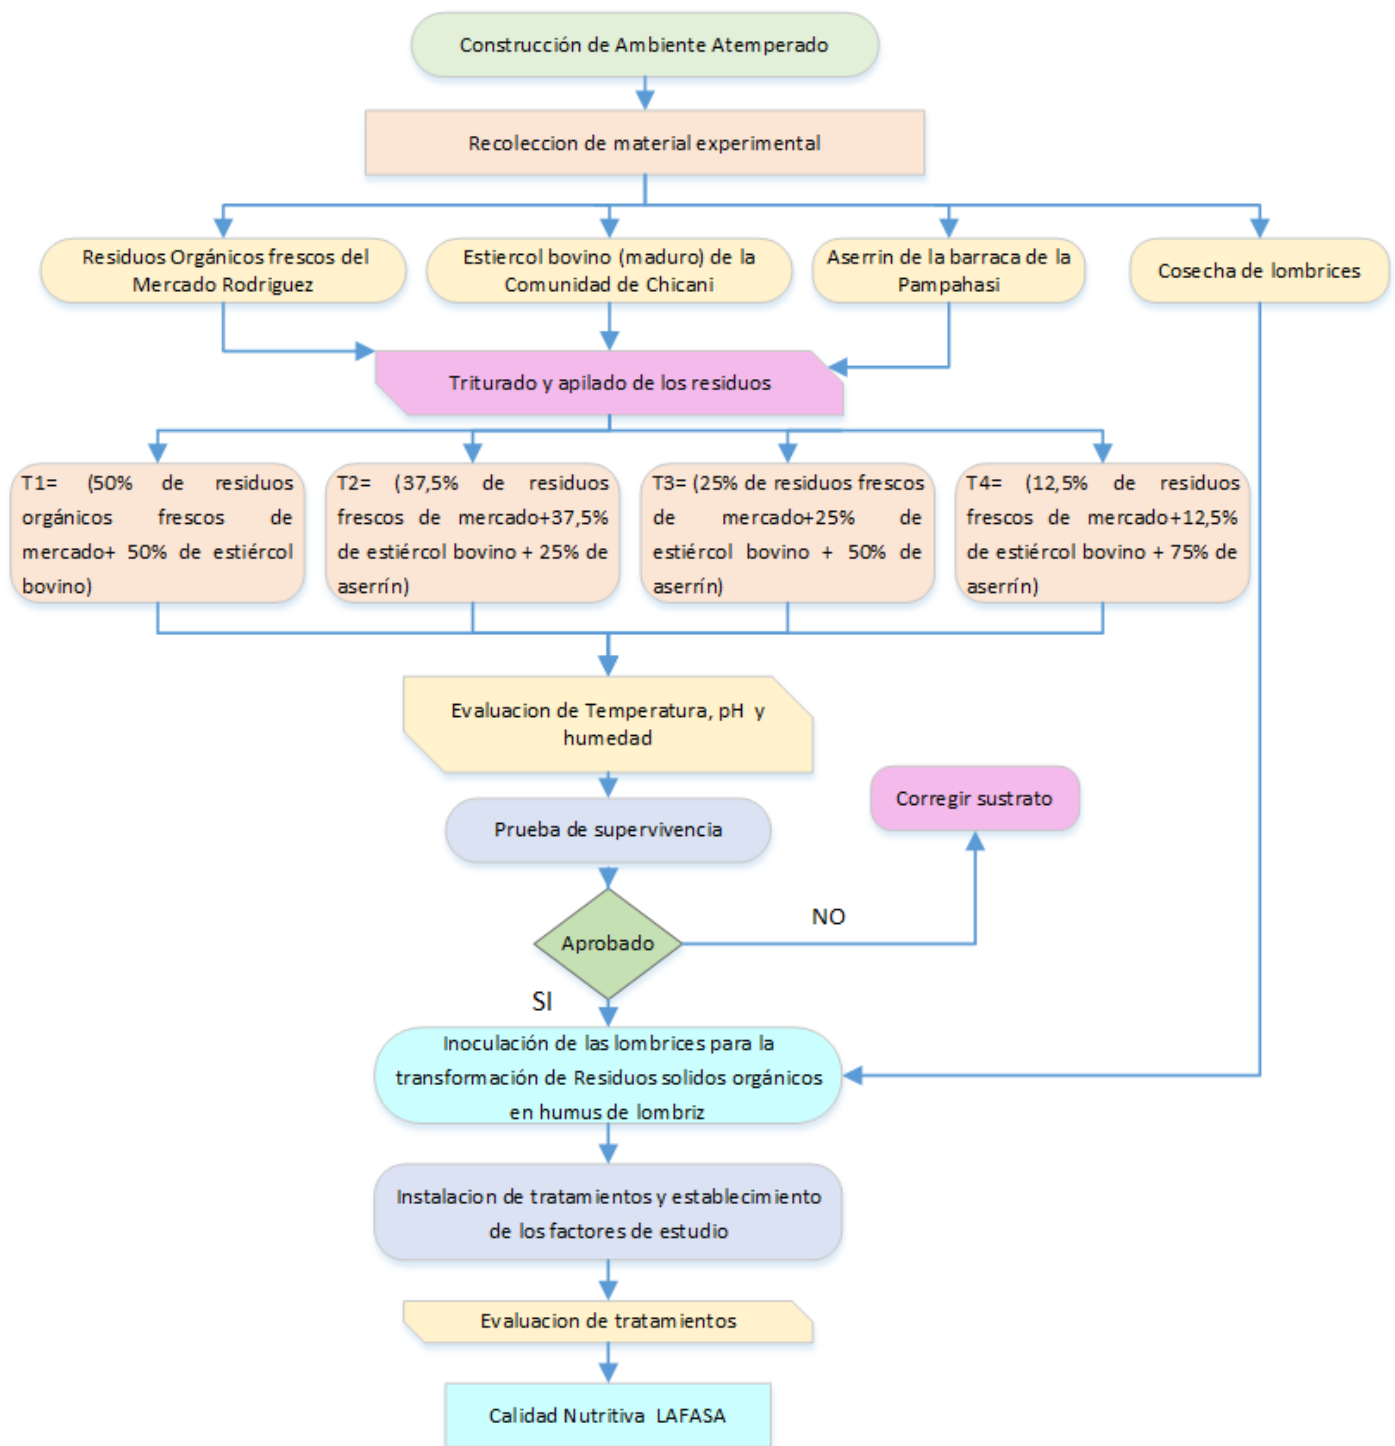 Construcción de Ambiente Atemperado
Recoleccion de material experimental
Residuos Orgánicos frescos del
Mercado Rodriguez
Estiercol bovino (maduro) de la
Comunidad de Chicani
Aserrin de la barraca de la
Pampahasi
Cosecha de lombrices
Triturado y apilado de los residuos
T1= (50% de residuos
orgánicos frescos de
mercado+ 50% de estiércol
bovino)
T2= (37,5% de residuos
frescos de mercado+37,5%
de estiércol bovino + 25% de
aserrín)
T3= (25% de residuos frescos
de mercado+25% de
estiércol bovino + 50% de
aserrín)
T4= (12,5% de residuos
frescos de mercado+12,5%
de estiércol bovino + 75% de
aserrín)
Evaluacion de Temperatura, pH y
humedad
Prueba de supervivencia
Corregir sustrato
Aprobado
NO
SI
Inoculación de las lombrices para la
transformación de Residuos solidos orgánicos
en humus de lombriz
Instalacion de tratamientos y establecimiento
de los factores de estudio
Evaluacion de tratamientos
Calidad Nutritiva LAFASA